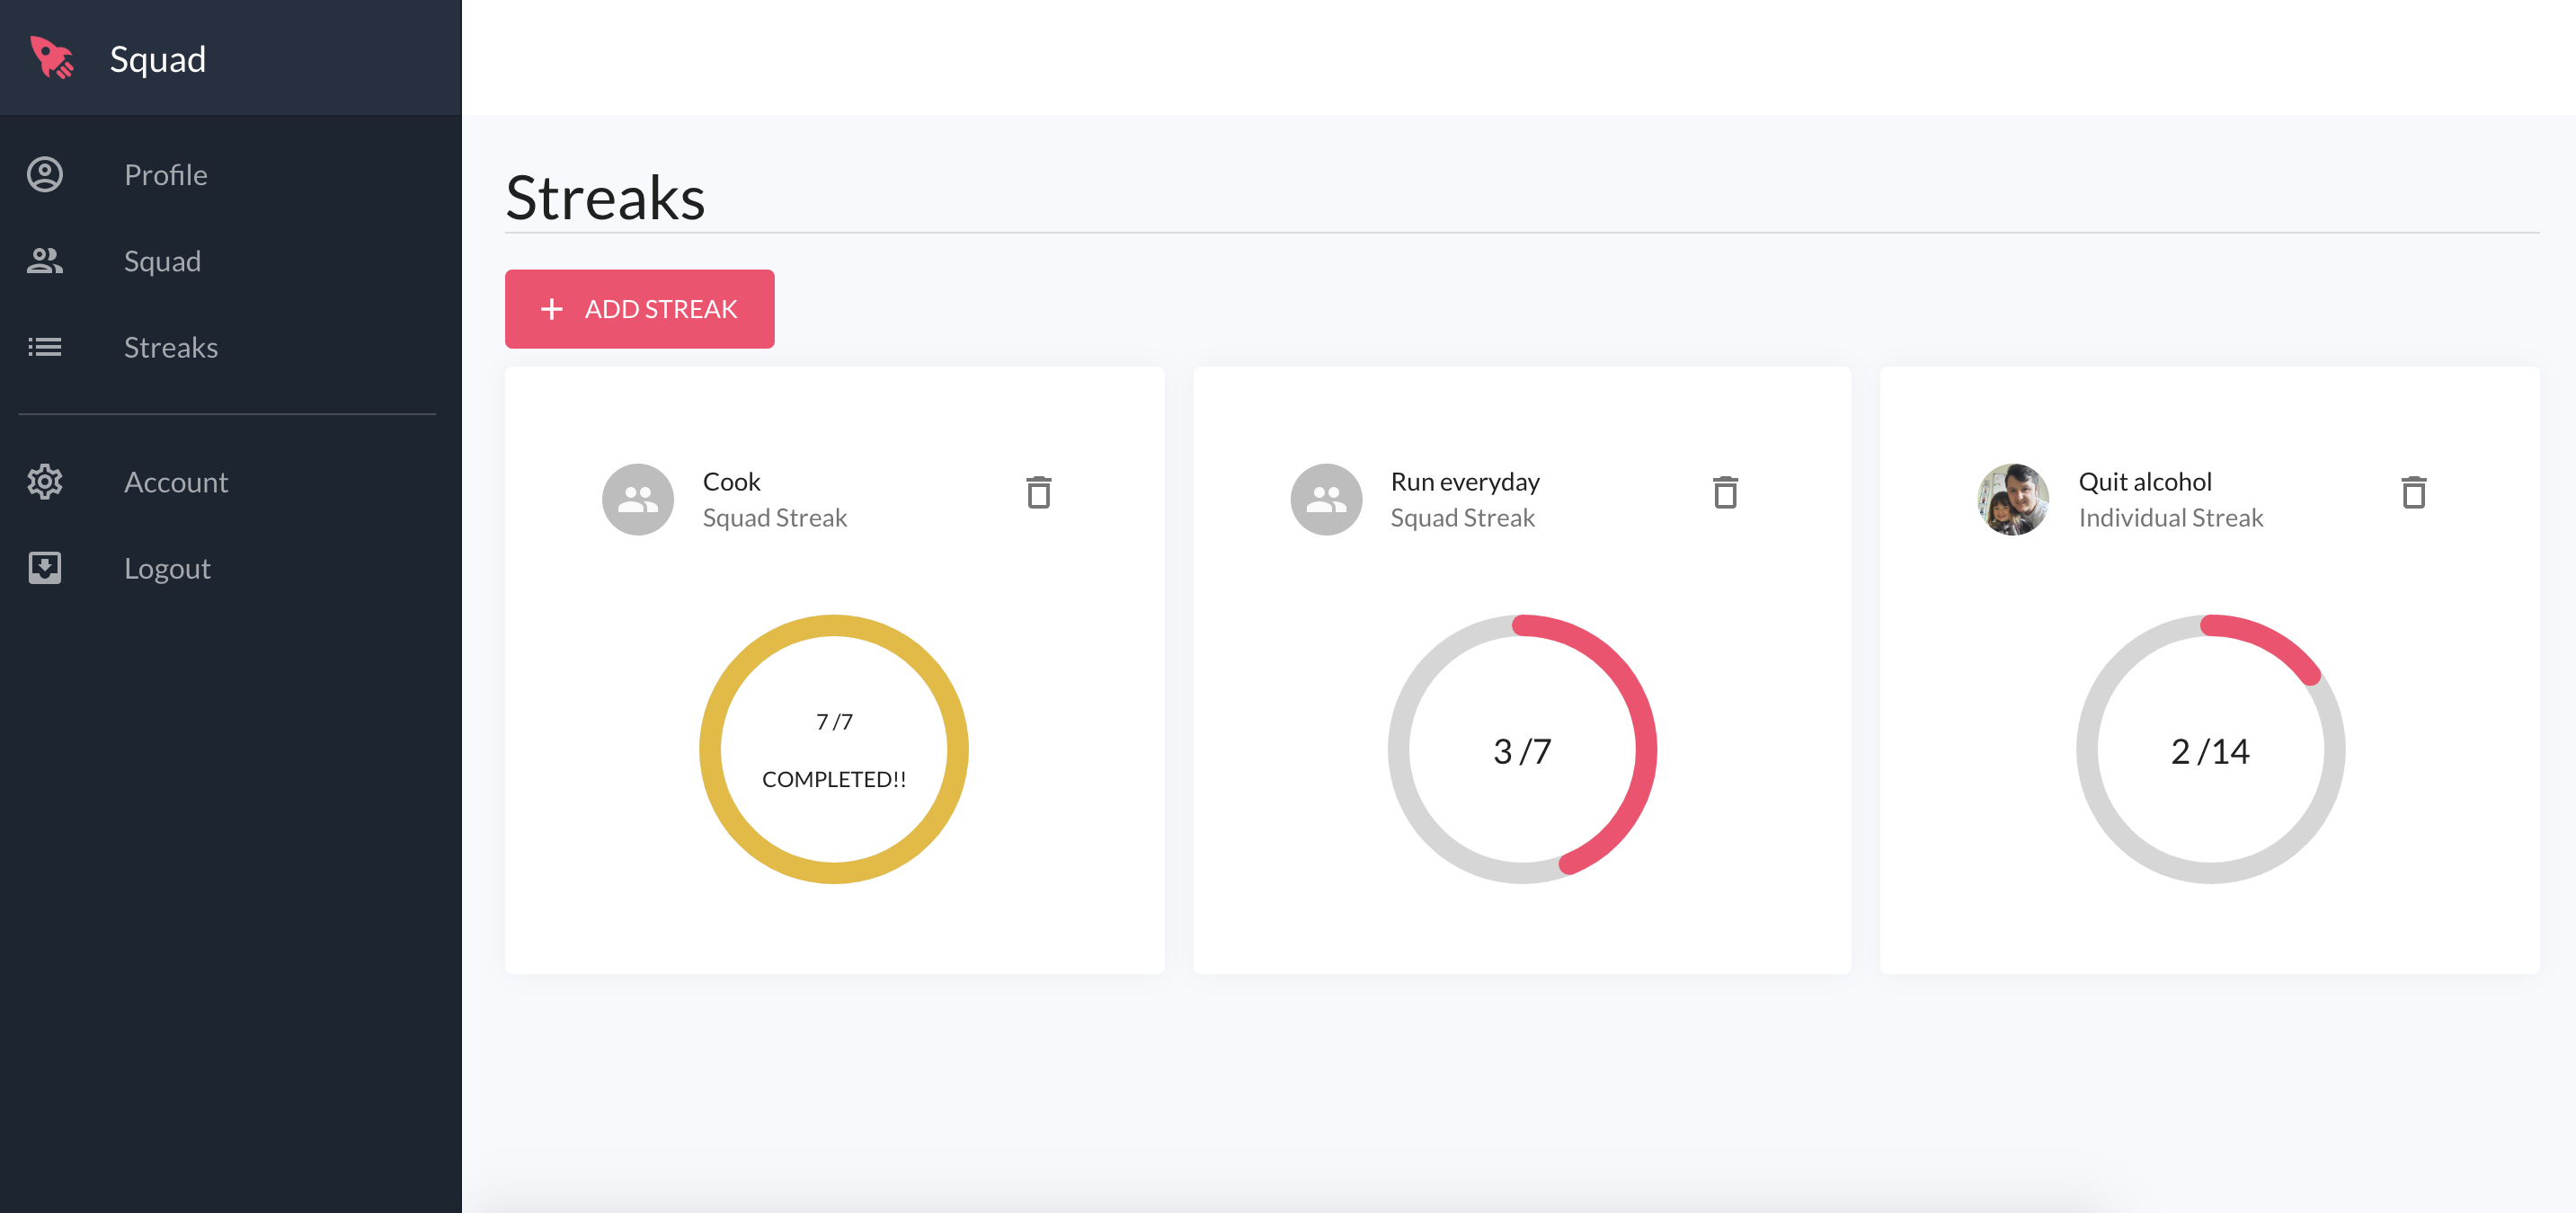 Squad
Profile
Squad
Streaks
Account
Logout
Streaks
+ ADD STREAK
Cook
Squad Streak
7 /7
COMPLETED!!
Run everyday
Squad Streak
3 /7
Quit alcohol
Individual Streak
2 /14